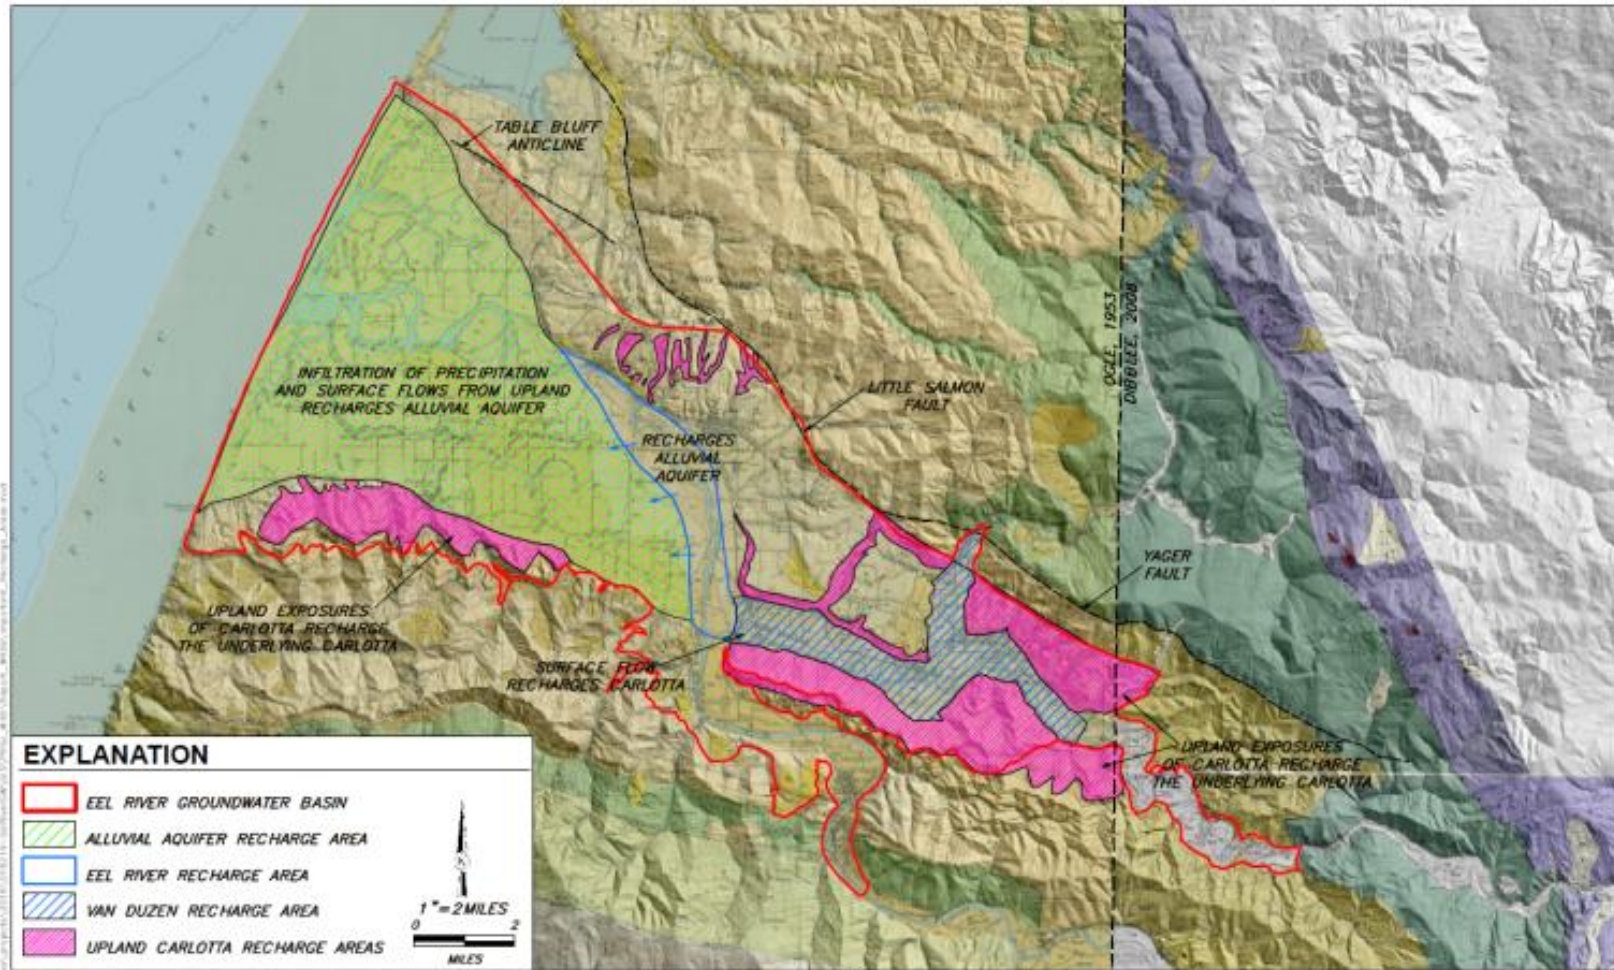 TABLE BLUFF
ANTICLINE
OGLE, 1953
DIBBLEE, 2008
INFILTRATION OF PRECIPITATION
AND SURFACE FLOWS FROM UPLAND
RECHARGES ALLUVIAL AQUIFER
LITTLE SALMON
FAULT
RECHARGES
ALLUVIAL
AQUIFER
YAGER
FAULT
UPLAND EXPOSURES
OF CARLOTTA RECHARGE
THE UNDERLYING CARLOTTA
SURFACE FLOW
RECHARGES CARLOTTA
UPLAND EXPOSURES
OF CARLOTTA RECHARGE
THE UNDERLYING CARLOTTA
EXPLANATION
EEL RIVER GROUNDWATER BASIN
ALLUVIAL AQUIFER RECHARGE AREA
EEL RIVER RECHARGE AREA
VAN DUZEN RECHARGE AREA
UPLAND CARLOTTA RECHARGE AREAS
1"=2MILES
0 2
MILES